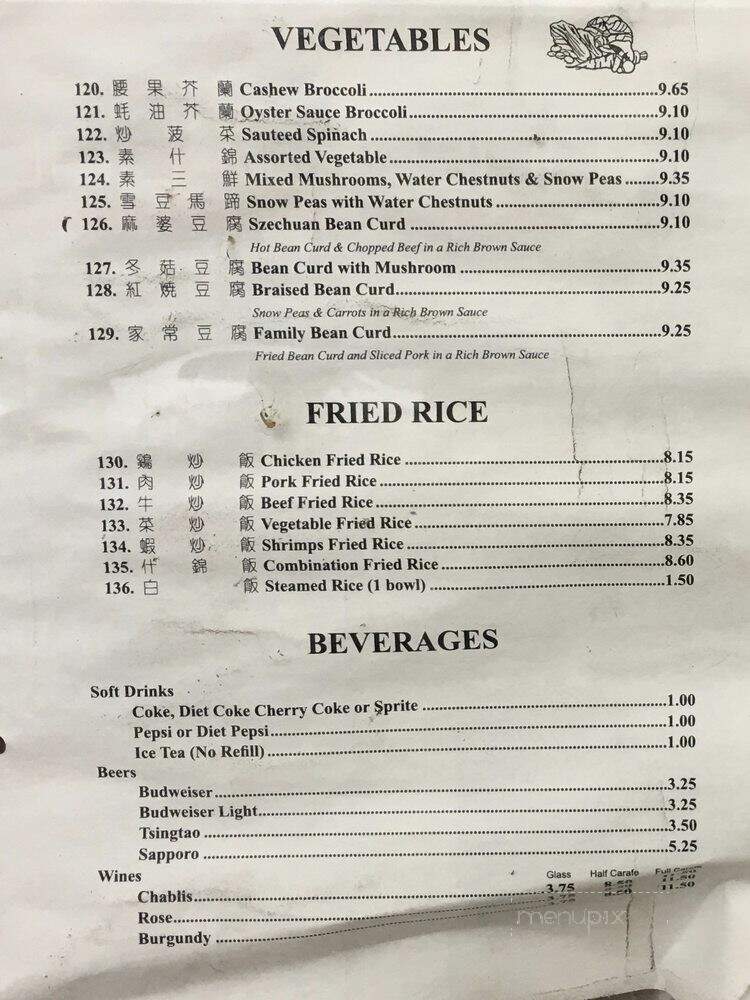 VEGETABLES
120. 腰果芥蘭 Cashew Broccoli 9.65
121. 蚝油芥蘭 Oyster Sauce Broccoli 9.10
122. 炒菠菜 Sauteed Spinach 9.10
123. 素什錦 Assorted Vegetable 9.10
124. 素三鮮 Mixed Mushrooms, Water Chestnuts & Snow Peas 9.35
125. 雪豆馬蹄 Snow Peas with Water Chestnuts 9.10
126. 麻婆豆腐 Szechuan Bean Curd 9.10
Hot Bean Curd & Chopped Beef in a Rich Brown Sauce
127. 冬菇豆腐 Bean Curd with Mushroom 9.35
128. 紅燒豆腐 Braised Bean Curd 9.25
Snow Peas & Carrots in a Rich Brown Sauce
129. 家常豆腐 Family Bean Curd 9.25
Fried Bean Curd and Sliced Pork in a Rich Brown Sauce
FRIED RICE
130. 鷄炒飯 Chicken Fried Rice 8.15
131. 肉炒飯 Pork Fried Rice 8.15
132. 牛炒飯 Beef Fried Rice 8.35
133. 菜炒飯 Vegetable Fried Rice 7.85
134. 蝦炒飯 Shrimps Fried Rice 8.35
135. 什錦飯 Combination Fried Rice 8.60
136. 白飯 Steamed Rice (1 bowl) 1.50
BEVERAGES
Soft Drinks
Coke, Diet Coke Cherry Coke or Sprite 1.00
Pepsi or Diet Pepsi 1.00
Ice Tea (No Refill) 1.00
Beers
Budweiser 3.25
Budweiser Light 3.25
Tsingtao 3.50
Sapporo 5.25
Wines Glass Half Carafe Full Carafe
Chablis 3.75 8.50 11.50
Rose
Burgundy
menupix